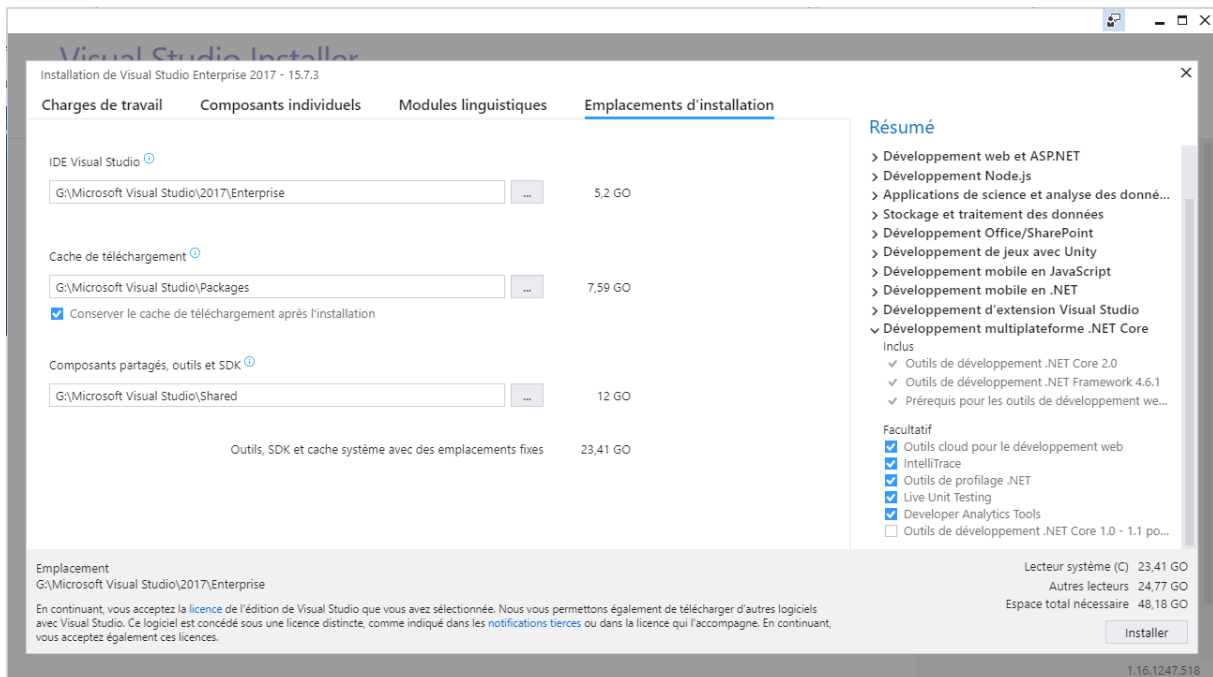 Visual Studio Installer
Installation de Visual Studio Enterprise 2017 - 15.7.3
Charges de travail Composants individuels Modules linguistiques Emplacements d'installation
IDE Visual Studio
G:\Microsoft Visual Studio\2017\Enterprise ... 5,2 GO
Cache de téléchargement
G:\Microsoft Visual Studio\Packages ... 7,59 GO
Conserver le cache de téléchargement après l'installation
Composants partagés, outils et SDK
G:\Microsoft Visual Studio\Shared ... 12 GO
Outils, SDK et cache système avec des emplacements fixes 23,41 GO
Résumé
Développement web et ASP.NET
Développement Node.js
Applications de science et analyse des donné...
Stockage et traitement des données
Développement Office/SharePoint
Développement de jeux avec Unity
Développement mobile en JavaScript
Développement mobile en .NET
Développement d'extension Visual Studio
Développement multiplateforme .NET Core
Inclus
Outils de développement .NET Core 2.0
Outils de développement .NET Framework 4.6.1
Prérequis pour les outils de développement we...
Facultatif
Outils cloud pour le développement web
IntelliTrace
Outils de profilage .NET
Live Unit Testing
Developer Analytics Tools
Outils de développement .NET Core 1.0 - 1.1 po...
Emplacement
G:\Microsoft Visual Studio\2017\Enterprise
En continuant, vous acceptez la licence de l'édition de Visual Studio que vous avez sélectionnée. Nous vous permettons également de télécharger d'autres logiciels
avec Visual Studio. Ce logiciel est concédé sous une licence distincte, comme indiqué dans les notifications tierces ou dans la licence qui l'accompagne. En continuant,
vous acceptez également ces licences.
Lecteur système (C) 23,41 GO
Autres lecteurs 24,77 GO
Espace total nécessaire 48,18 GO
Installer
1.16.1247.518